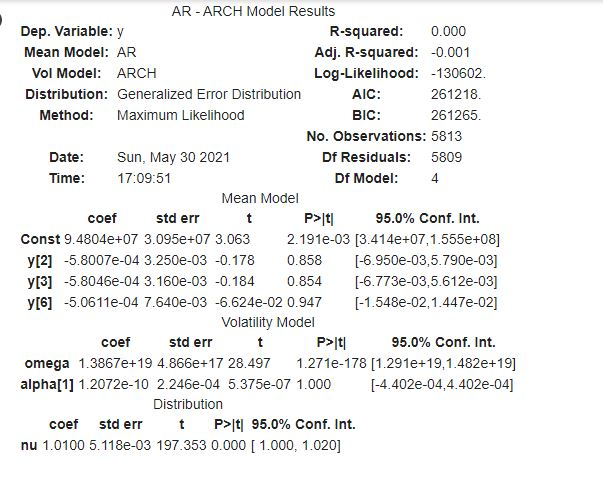 AR - ARCH Model Results
Dep. Variable: y R-squared: 0.000
Mean Model: AR Adj. R-squared: -0.001
Vol Model: ARCH Log-Likelihood: -130602.
Distribution: Generalized Error Distribution AIC: 261218.
Method: Maximum Likelihood BIC: 261265.
No. Observations: 5813
Date: Sun, May 30 2021 Df Residuals: 5809
Time: 17:09:51 Df Model: 4
Mean Model
coef std err t P>|t| 95.0% Conf. Int.
Const 9.4804e+07 3.095e+07 3.063 2.191e-03 [3.414e+07,1.555e+08]
y[2] -5.8007e-04 3.250e-03 -0.178 0.858 [-6.950e-03,5.790e-03]
y[3] -5.8046e-04 3.160e-03 -0.184 0.854 [-6.773e-03,5.612e-03]
y[6] -5.0611e-04 7.640e-03 -6.624e-02 0.947 [-1.548e-02,1.447e-02]
Volatility Model
coef std err t P>|t| 95.0% Conf. Int.
omega 1.3867e+19 4.866e+17 28.497 1.271e-178 [1.291e+19,1.482e+19]
alpha[1] 1.2072e-10 2.246e-04 5.375e-07 1.000 [-4.402e-04,4.402e-04]
Distribution
coef std err t P>|t| 95.0% Conf. Int.
nu 1.0100 5.118e-03 197.353 0.000 [ 1.000, 1.020]